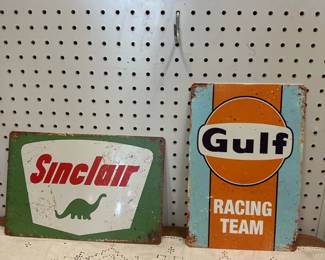 Sinclair
Gulf
RACING
TEAM